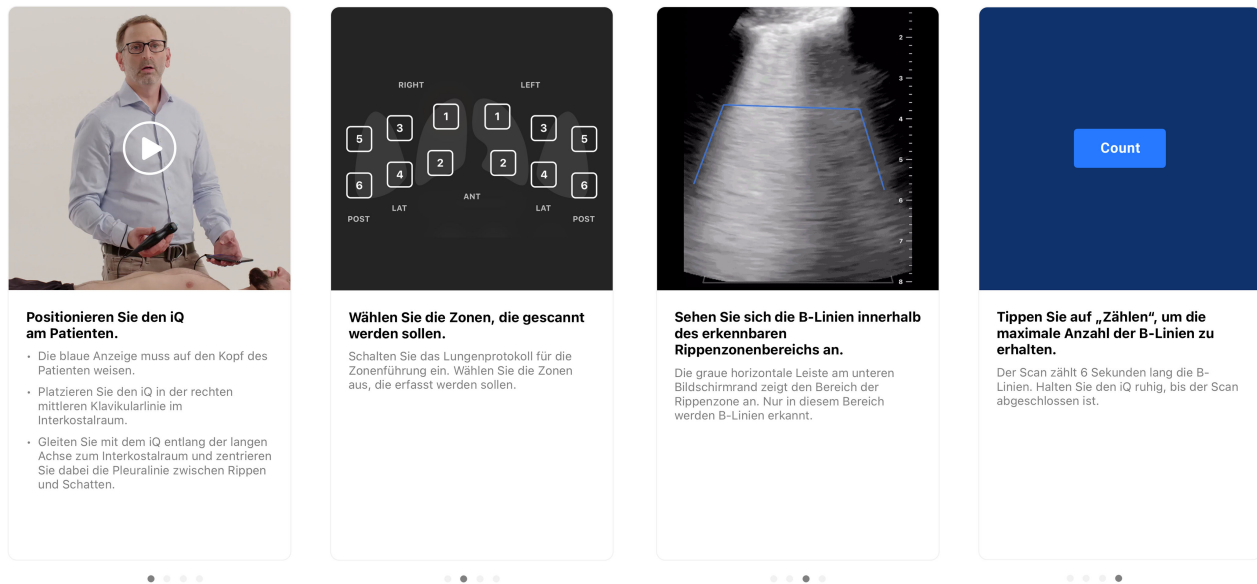 Positionieren Sie den iQ
am Patienten.
• Die blaue Anzeige muss auf den Kopf des
Patienten weisen.
• Platzieren Sie den iQ in der rechten
mittleren Klavikularlinie im
Interkostalraum.
• Gleiten Sie mit dem iQ entlang der langen
Achse zum Interkostalraum und zentrieren
Sie dabei die Pleuralinie zwischen Rippen
und Schatten.
RIGHT LEFT
1 1
3 3
5 5
2 2
4 4
6 6
ANT
LAT LAT
POST POST
Wählen Sie die Zonen, die gescannt
werden sollen.
Schalten Sie das Lungenprotokoll für die
Zonenführung ein. Wählen Sie die Zonen
aus, die erfasst werden sollen.
2
3
4
5
6
7
8
Sehen Sie sich die B-Linien innerhalb
des erkennbaren
Rippenzonenbereichs an.
Die graue horizontale Leiste am unteren
Bildschirmrand zeigt den Bereich der
Rippenzone an. Nur in diesem Bereich
werden B-Linien erkannt.
Count
Tippen Sie auf „Zählen“, um die
maximale Anzahl der B-Linien zu
erhalten.
Der Scan zählt 6 Sekunden lang die B-
Linien. Halten Sie den iQ ruhig, bis der Scan
abgeschlossen ist.